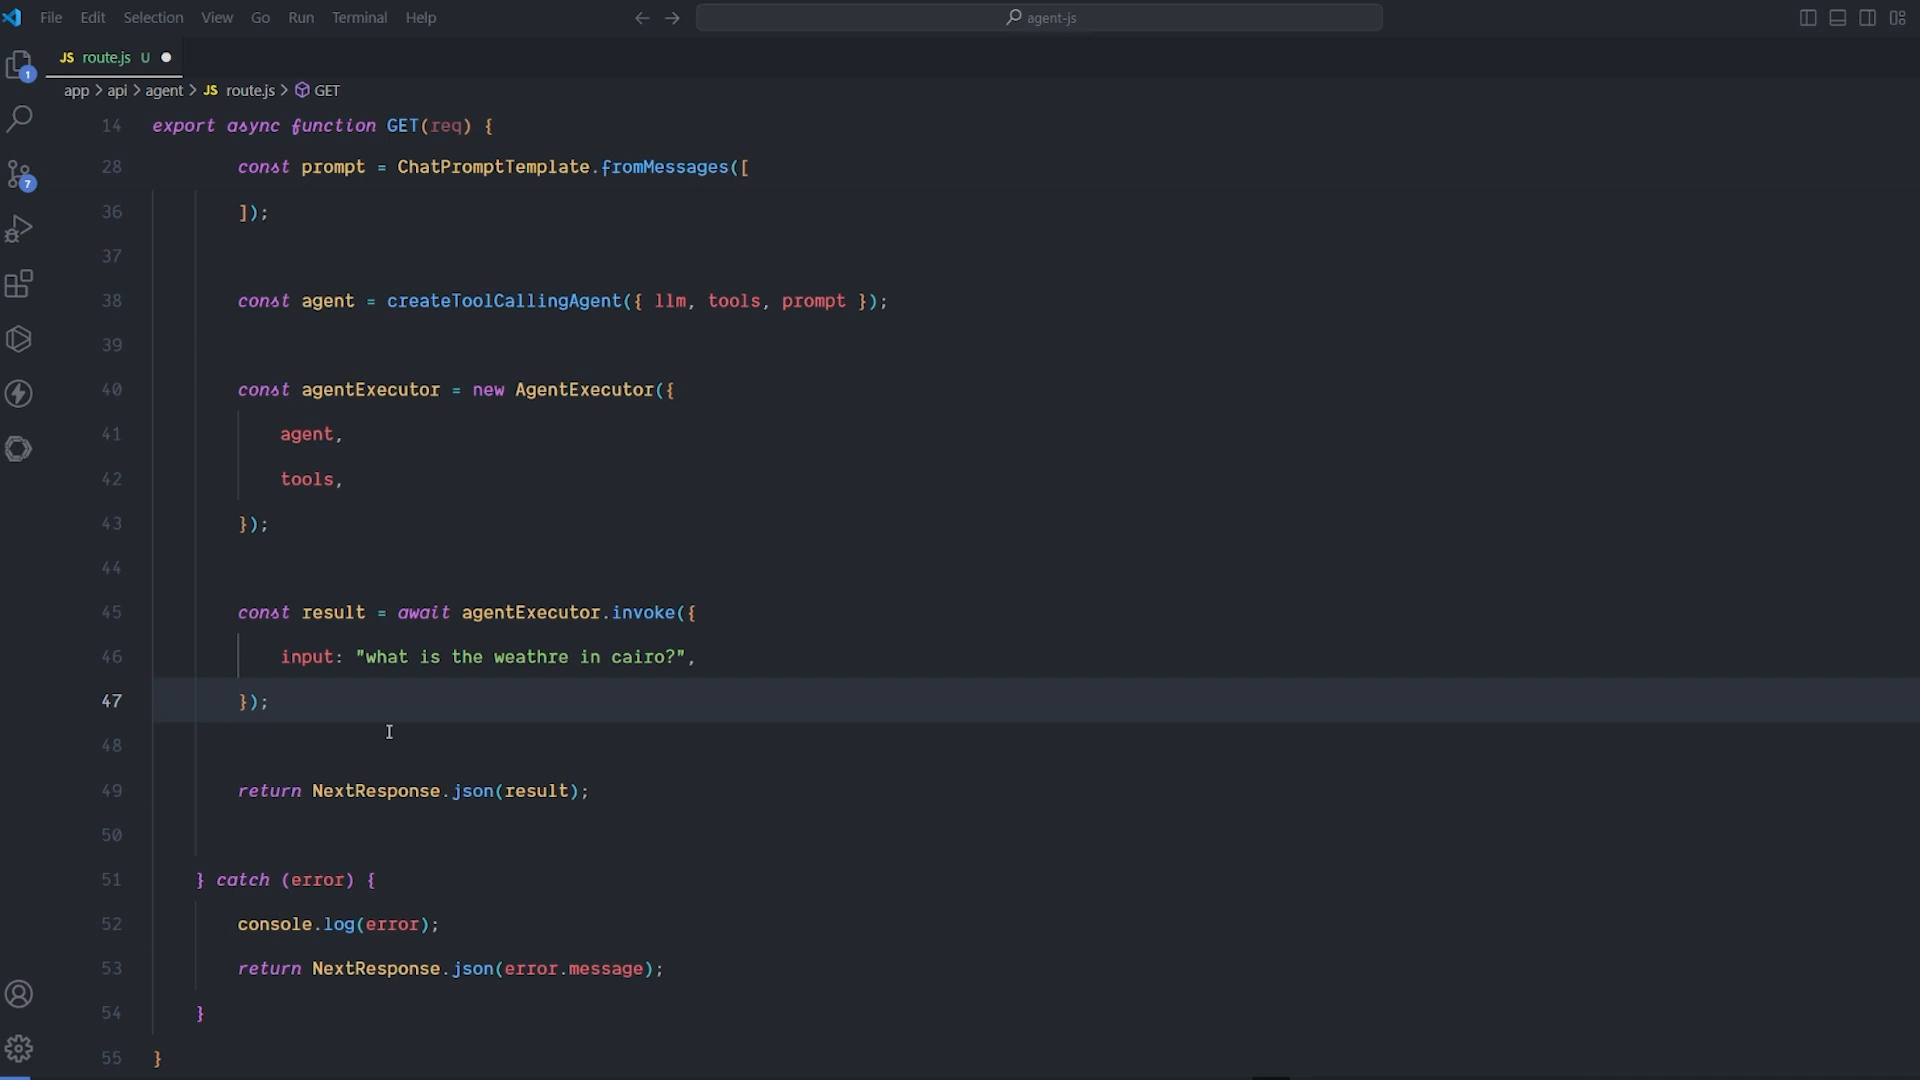 File Edit Selection View Go Run Terminal Help agent-js
JS route.js U
app > api > agent > JS route.js > GET
14 export async function GET(req) {
28 const prompt = ChatPromptTemplate.fromMessages([
36 ]);
37
38 const agent = createToolCallingAgent({ llm, tools, prompt });
39
40 const agentExecutor = new AgentExecutor({
41 agent,
42 tools,
43 });
44
45 const result = await agentExecutor.invoke({
46 input: "what is the weathre in cairo?",
47 });
48
49 return NextResponse.json(result);
50
51 } catch (error) {
52 console.log(error);
53 return NextResponse.json(error.message);
54 }
55 }
1
7